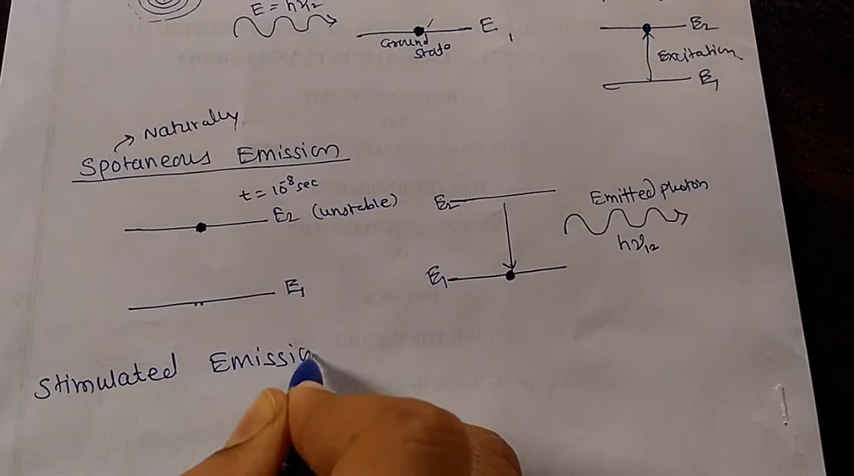 E = hν12
E1
Ground
State
E2
Excitation
E1
Naturally
Spotaneous Emission
t = 10⁻⁸ sec
E2 (unstable)
E1
E2
E1
Emitted photon
hν12
Stimulated Emissio